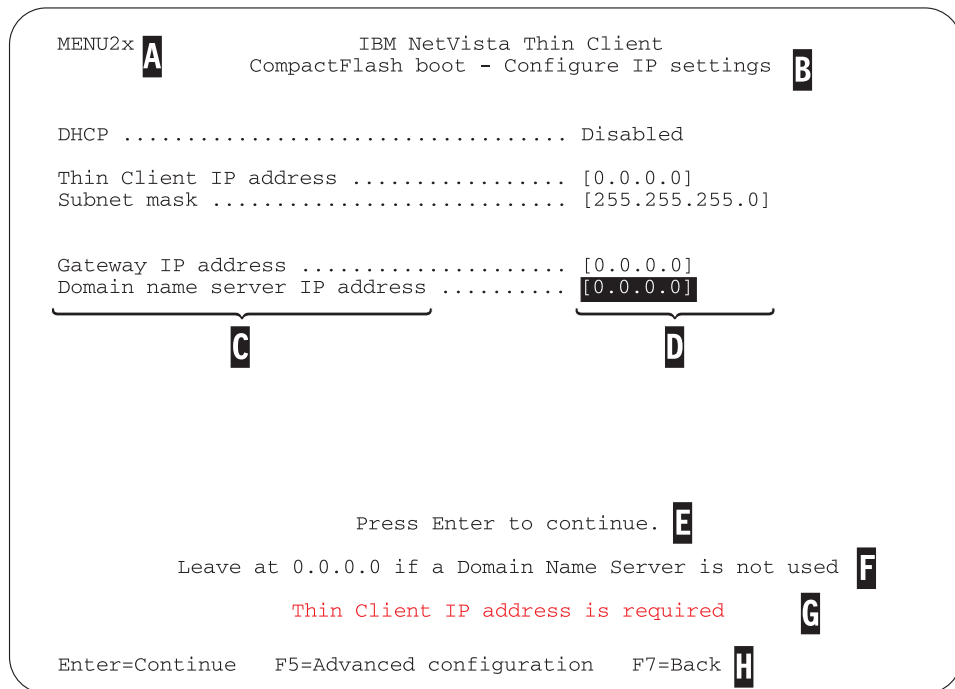 MENU2x A IBM NetVista Thin Client
CompactFlash boot - Configure IP settings B
DHCP ................................... Disabled
Thin Client IP address ................. [0.0.0.0]
Subnet mask ............................ [255.255.255.0]
Gateway IP address ..................... [0.0.0.0]
Domain name server IP address .......... [0.0.0.0]
C D
Press Enter to continue. E
Leave at 0.0.0.0 if a Domain Name Server is not used F
Thin Client IP address is required G
Enter=Continue F5=Advanced configuration F7=Back H